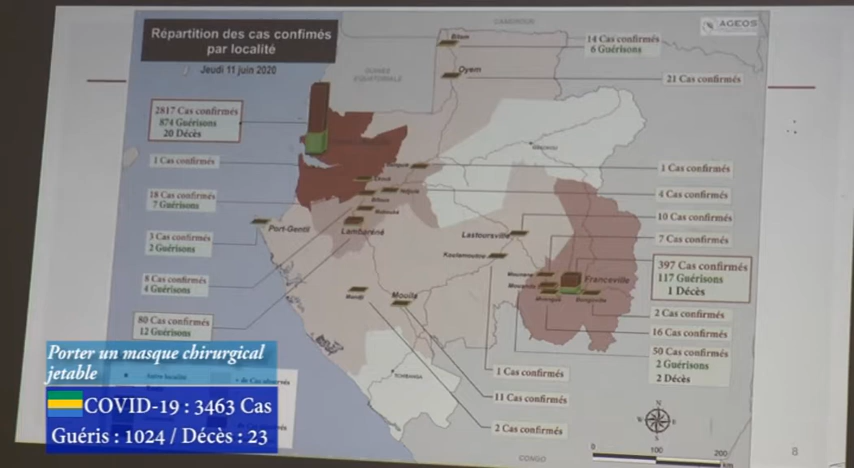 Répartition des cas confimés
par localité
Jeudi 11 juin 2020
CAMEROUN
AGEOS
GUINEE
EQUATORIALE
Bitam
14 Cas confirmés
6 Guérisons
Oyem
21 Cas confirmés
2817 Cas confirmés
874 Guérisons
20 Décès
1 Cas confirmés
1 Cas confirmés
18 Cas confirmés
7 Guérisons
4 Cas confirmés
10 Cas confirmés
3 Cas confirmés
2 Guérisons
Port-Gentil
Lambaréné
Lastoursville
7 Cas confirmés
Koulamoutou
397 Cas confirmés
117 Guérisons
1 Décès
Franceville
8 Cas confirmés
4 Guérisons
Mouila
2 Cas confirmés
16 Cas confirmés
80 Cas confirmés
12 Guérisons
50 Cas confirmés
2 Guérisons
2 Décès
1 Cas confirmés
11 Cas confirmés
2 Cas confirmés
Porter un masque chirurgical
jetable
COVID-19 : 3463 Cas
Guéris : 1024 / Décès : 23
N
W
E
S
0
100
200
CONGO
8